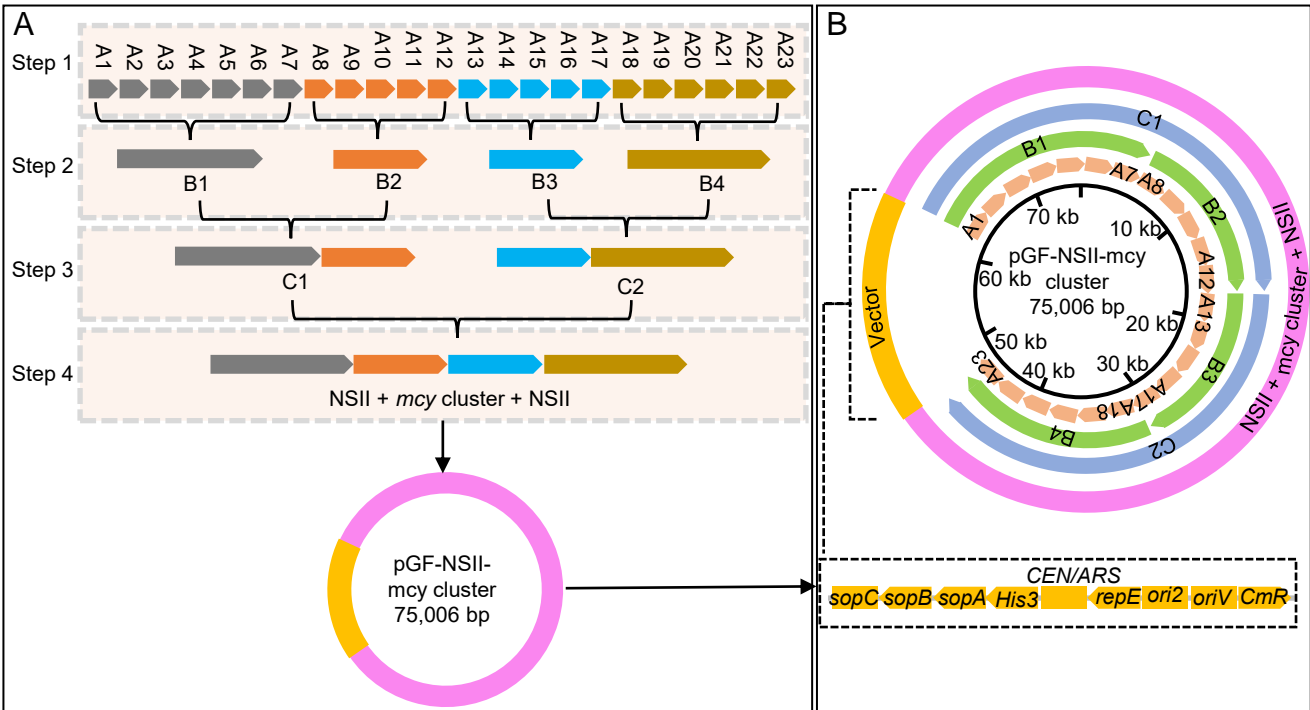 A
Step 1
A1
A2
A3
A4
A5
A6
A7
A8
A9
A10
A11
A12
A13
A14
A15
A16
A17
A18
A19
A20
A21
A22
A23
Step 2
B1
B2
B3
B4
Step 3
C1
C2
Step 4
NSII + mcy cluster + NSII
pGF-NSII-
mcy cluster
75,006 bp
B
C1
B1
A7
A8
B2
A1
70 kb
10 kb
pGF-NSII-mcy
cluster
75,006 bp
60 kb
A12
A13
20 kb
50 kb
40 kb
30 kb
A23
A18
A17
B3
B4
C2
NSII + mcy cluster + NSII
Vector
CEN/ARS
sopC sopB sopA His3 repE ori2 oriV CmR